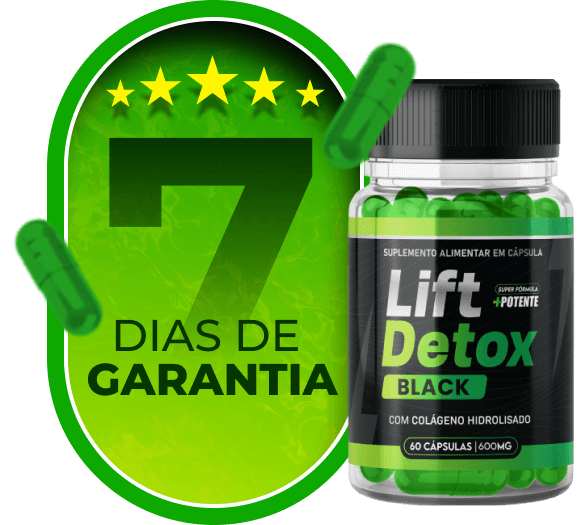 7
DIAS DE
GARANTIA
SUPLEMENTO ALIMENTAR EM CÁPSULA
Lift
SUPER FÓRMULA
+POTENTE
Detox
BLACK
COM COLÁGENO HIDROLISADO
60 CÁPSULAS | 600MG